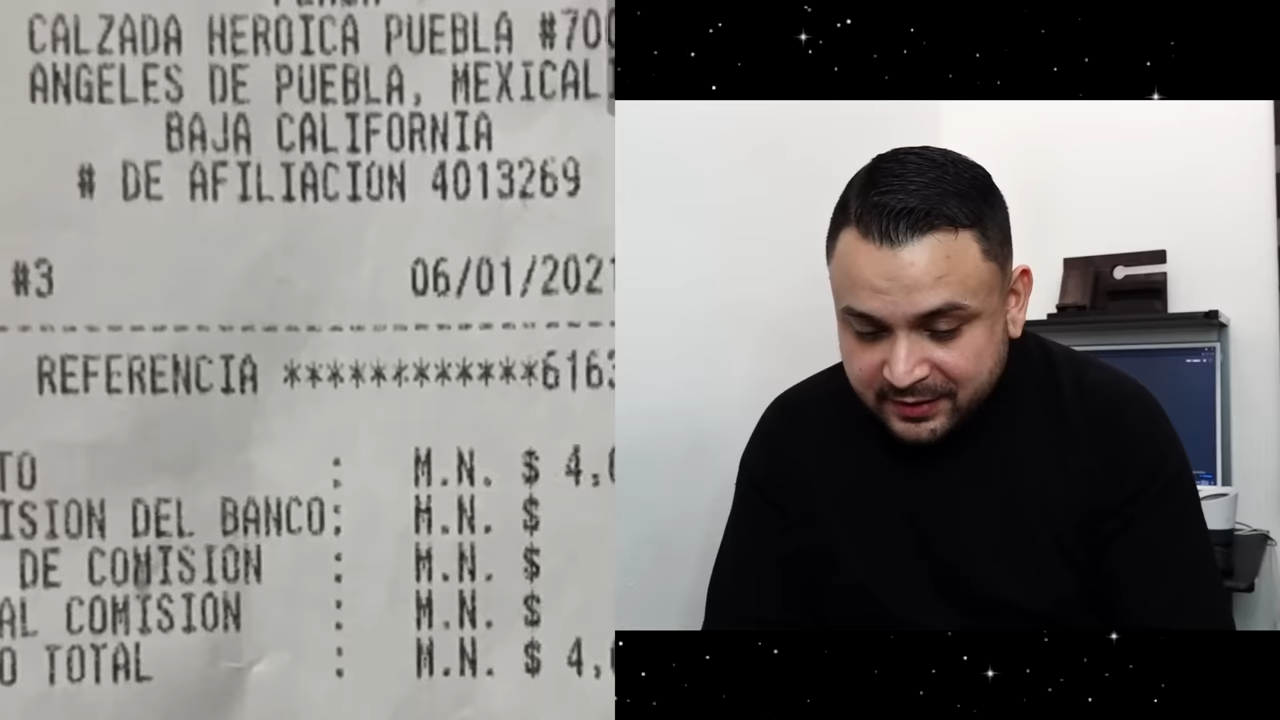 CALZADA HEROICA PUEBLA #700
ANGELES DE PUEBLA, MEXICALI
BAJA CALIFORNIA
# DE AFILIACION 4013269
#3 06/01/2021
REFERENCIA ************6163
TO : M.N. $ 4,0
ISION DEL BANCO: M.N. $
DE COMISION : M.N. $
AL COMISION : M.N. $
O TOTAL : M.N. $ 4,